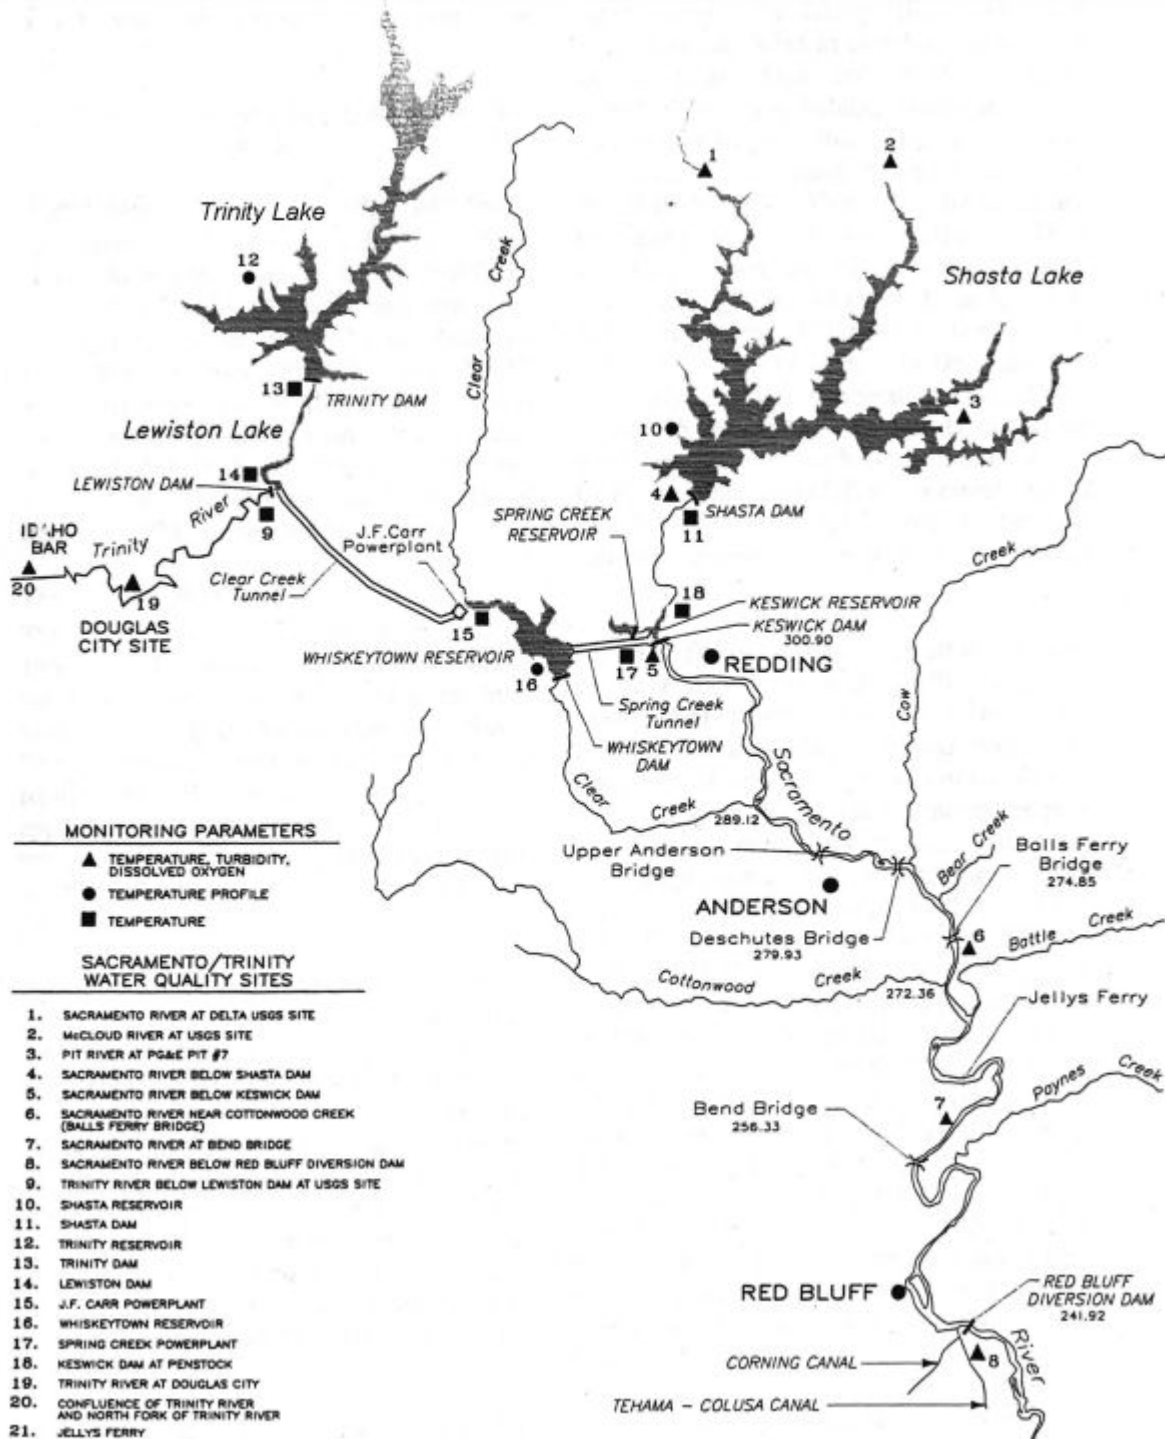 1
2
Trinity Lake
12
Creek
Shasta Lake
13
TRINITY DAM
Clear
3
Lewiston Lake
10
14
LEWISTON DAM
4
SHASTA DAM
River
9
SPRING CREEK
RESERVOIR
11
J.F.Carr
Powerplant
Creek
IDAHO
BAR
Trinity
20
19
Clear Creek
Tunnel
18
KESWICK RESERVOIR
15
KESWICK DAM
300.90
DOUGLAS
CITY SITE
WHISKEYTOWN RESERVOIR
16
17
5
REDDING
Spring Creek
Tunnel
Cow
WHISKEYTOWN
DAM
Sacramento
Clear
Creek
289.12
MONITORING PARAMETERS
TEMPERATURE, TURBIDITY,
DISSOLVED OXYGEN
TEMPERATURE PROFILE
TEMPERATURE
Upper Anderson
Bridge
Bear Creek
Balls Ferry
Bridge
274.85
ANDERSON
Deschutes Bridge
279.93
6
Battle Creek
Cottonwood Creek
272.36
Jellys Ferry
SACRAMENTO/TRINITY
WATER QUALITY SITES
1. SACRAMENTO RIVER AT DELTA USGS SITE
2. McCLOUD RIVER AT USGS SITE
3. PIT RIVER AT PG&E PIT #7
4. SACRAMENTO RIVER BELOW SHASTA DAM
5. SACRAMENTO RIVER BELOW KESWICK DAM
6. SACRAMENTO RIVER NEAR COTTONWOOD CREEK
(BALLS FERRY BRIDGE)
7. SACRAMENTO RIVER AT BEND BRIDGE
8. SACRAMENTO RIVER BELOW RED BLUFF DIVERSION DAM
9. TRINITY RIVER BELOW LEWISTON DAM AT USGS SITE
10. SHASTA RESERVOIR
11. SHASTA DAM
12. TRINITY RESERVOIR
13. TRINITY DAM
14. LEWISTON DAM
15. J.F. CARR POWERPLANT
16. WHISKEYTOWN RESERVOIR
17. SPRING CREEK POWERPLANT
18. KESWICK DAM AT PENSTOCK
19. TRINITY RIVER AT DOUGLAS CITY
20. CONFLUENCE OF TRINITY RIVER
AND NORTH FORK OF TRINITY RIVER
21. JELLYS FERRY
Paynes Creek
7
Bend Bridge
256.33
RED BLUFF
RED BLUFF
DIVERSION DAM
241.92
8
River
CORNING CANAL
TEHAMA - COLUSA CANAL